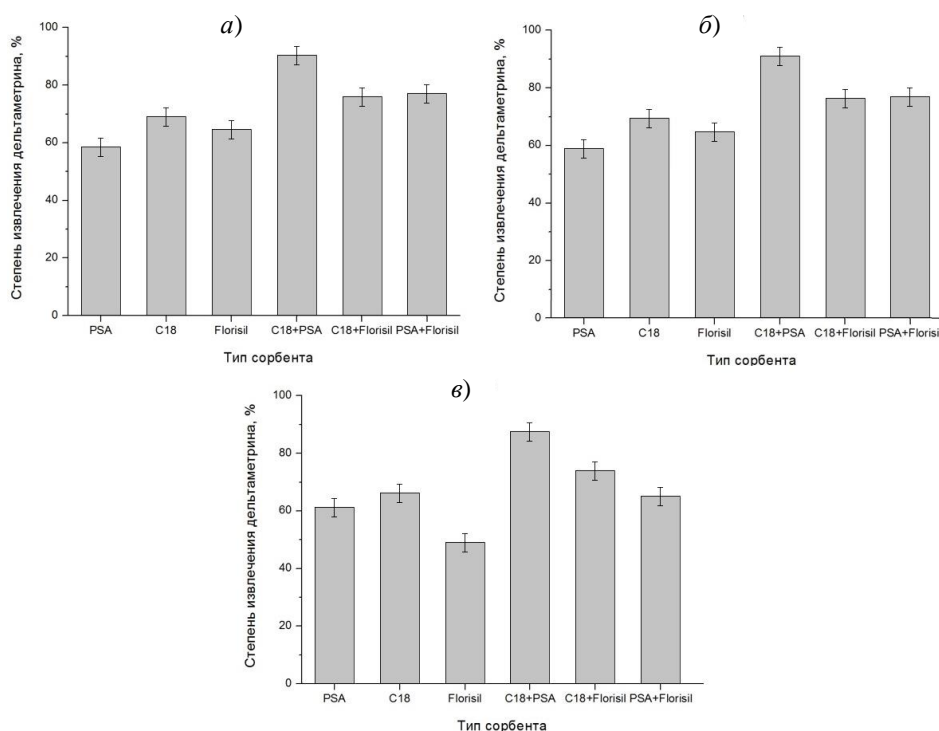 а)
Степень извлечения дельтаметрина, %
100
80
60
40
20
0
PSA C18 Florisil C18+PSA C18+Florisil PSA+Florisil
Тип сорбента
б)
Степень извлечения дельтаметрина, %
100
80
60
40
20
0
PSA C18 Florisil C18+PSA C18+Florisil PSA+Florisi
Тип сорбента
в)
Степень извлечения дельтаметрина, %
100
80
60
40
20
0
PSA C18 Florisil C18+PSA C18+Florisil PSA+Florisil
Тип сорбента